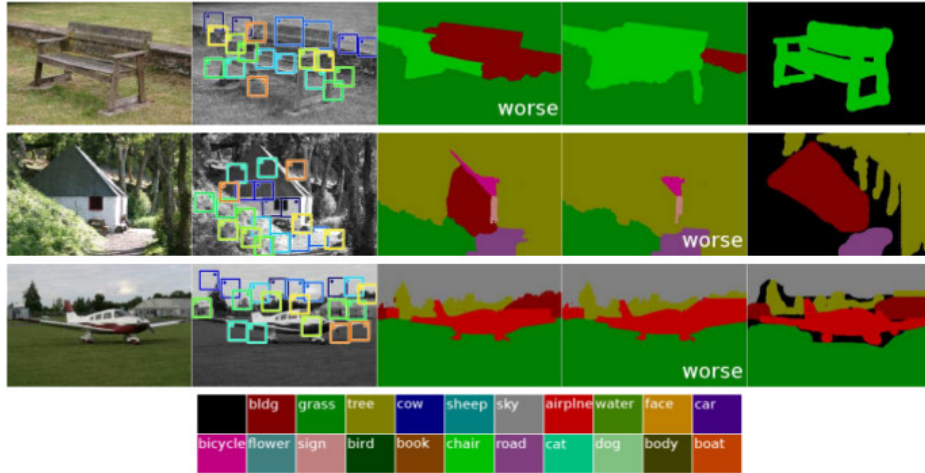 worse
worse
worse
bldg grass tree cow sheep sky airplne water face car
bicycle flower sign bird book chair road cat dog body boat